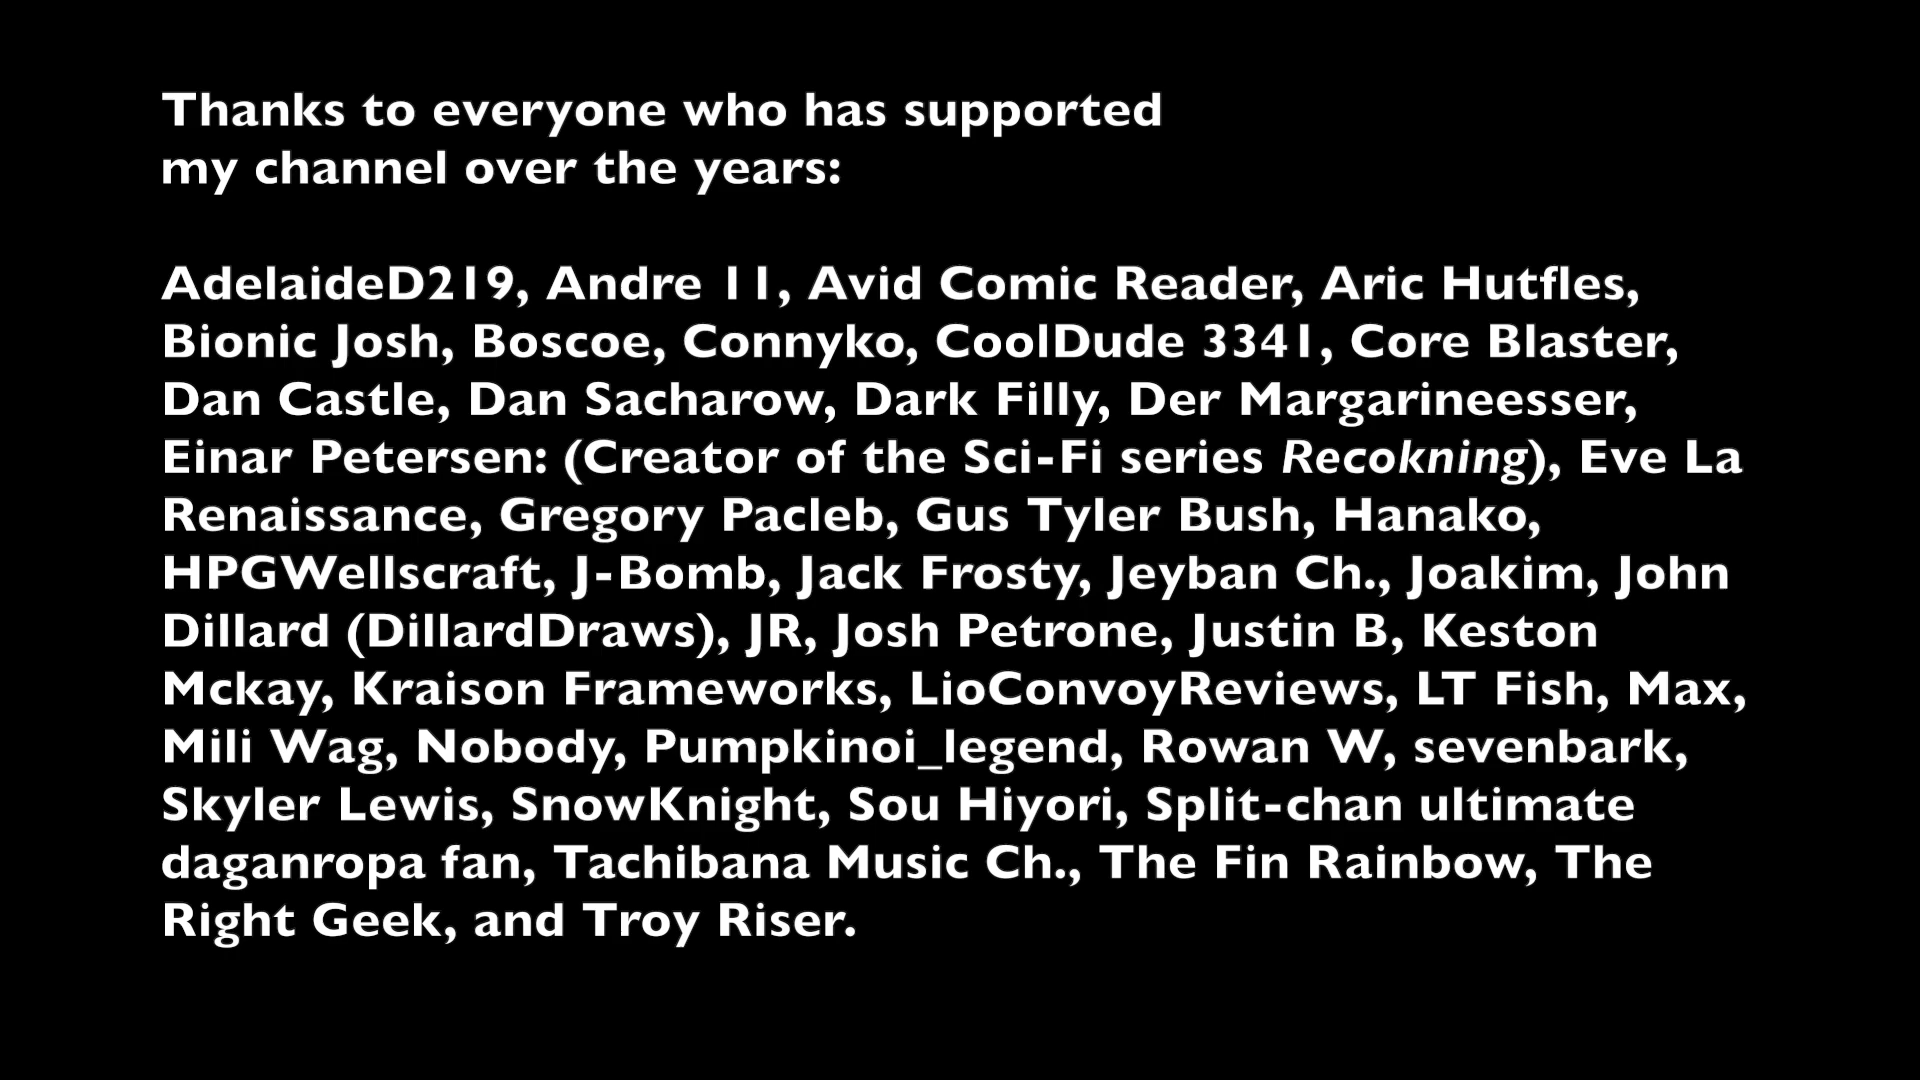 Thanks to everyone who has supported
my channel over the years:
AdelaideD219, Andre 11, Avid Comic Reader, Aric Hutfles,
Bionic Josh, Boscoe, Connyko, CoolDude 3341, Core Blaster,
Dan Castle, Dan Sacharow, Dark Filly, Der Margarineesser,
Einar Petersen: (Creator of the Sci-Fi series Recokning), Eve La
Renaissance, Gregory Pacleb, Gus Tyler Bush, Hanako,
HPGWellscraft, J-Bomb, Jack Frosty, Jeyban Ch., Joakim, John
Dillard (DillardDraws), JR, Josh Petrone, Justin B, Keston
Mckay, Kraison Frameworks, LioConvoyReviews, LT Fish, Max,
Mili Wag, Nobody, Pumpkinoi_legend, Rowan W, sevenbark,
Skyler Lewis, SnowKnight, Sou Hiyori, Split-chan ultimate
daganropa fan, Tachibana Music Ch., The Fin Rainbow, The
Right Geek, and Troy Riser.